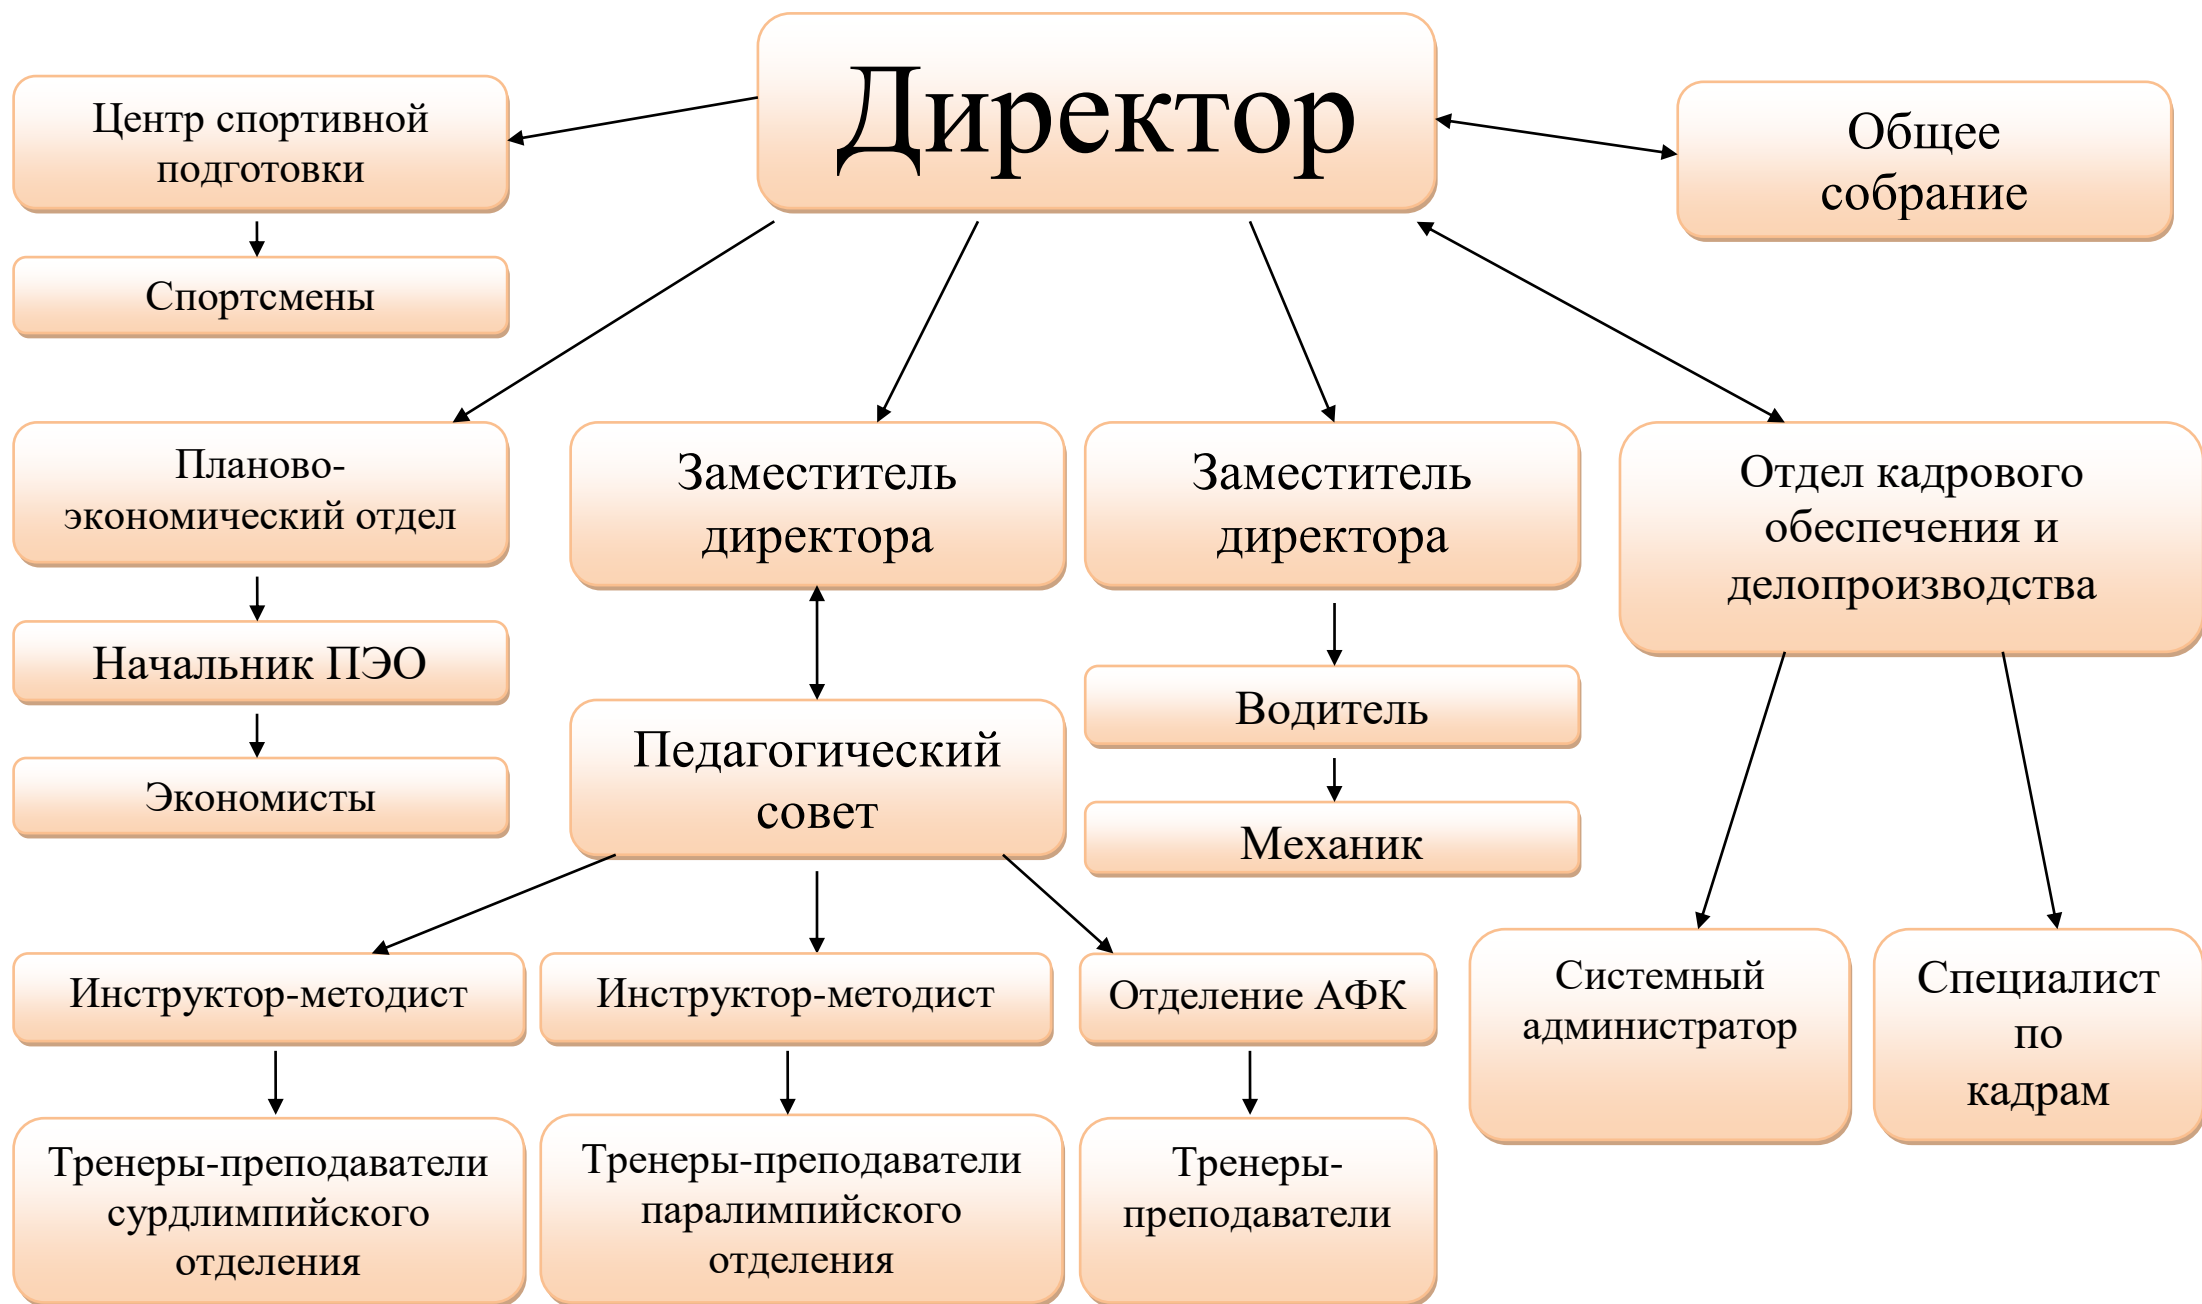 Директор
Центр спортивной
подготовки
Общее
собрание
Спортсмены
Планово-
экономический отдел
Заместитель
директора
Заместитель
директора
Отдел кадрового
обеспечения и
делопроизводства
Начальник ПЭО
Экономисты
Педагогический
совет
Водитель
Механик
Инструктор-методист
Инструктор-методист
Отделение АФК
Системный
администратор
Специалист
по
кадрам
Тренеры-преподаватели
сурдлимпийского
отделения
Тренеры-преподаватели
паралимпийского
отделения
Тренеры-
преподаватели